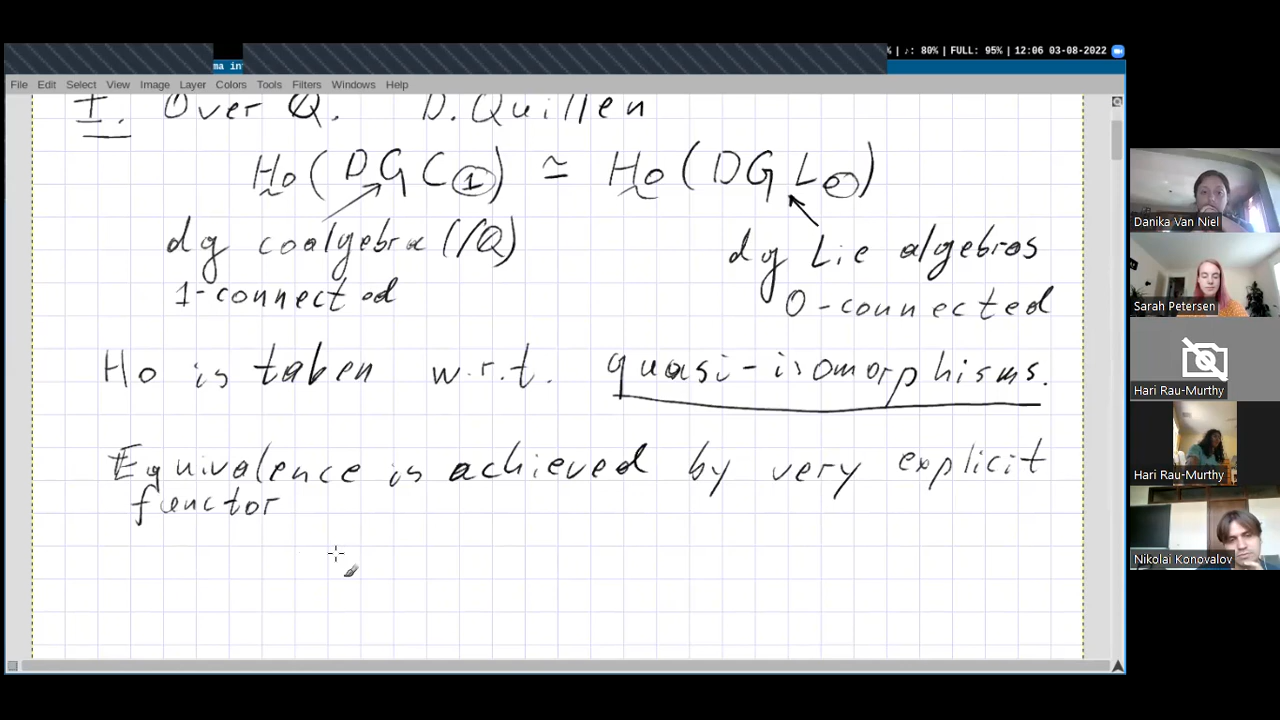 % | ♪: 80% | FULL: 95% | 12:06 03-08-2022
ma in
File Edit Select View Image Layer Colors Tools Filters Windows Help
I. Over Q. D. Quillen
Ho(DGC①) ≃ Ho(DGL⓪)
dg coalgebra (/Q)
1-connected
dg Lie algebras
0-connected
Ho is taken w.r.t. quasi-isomorphisms.
Equivalence is achieved by very explicit
functor
Danika Van Niel
Sarah Petersen
Hari Rau-Murthy
Hari Rau-Murthy
Nikolai Konovalov